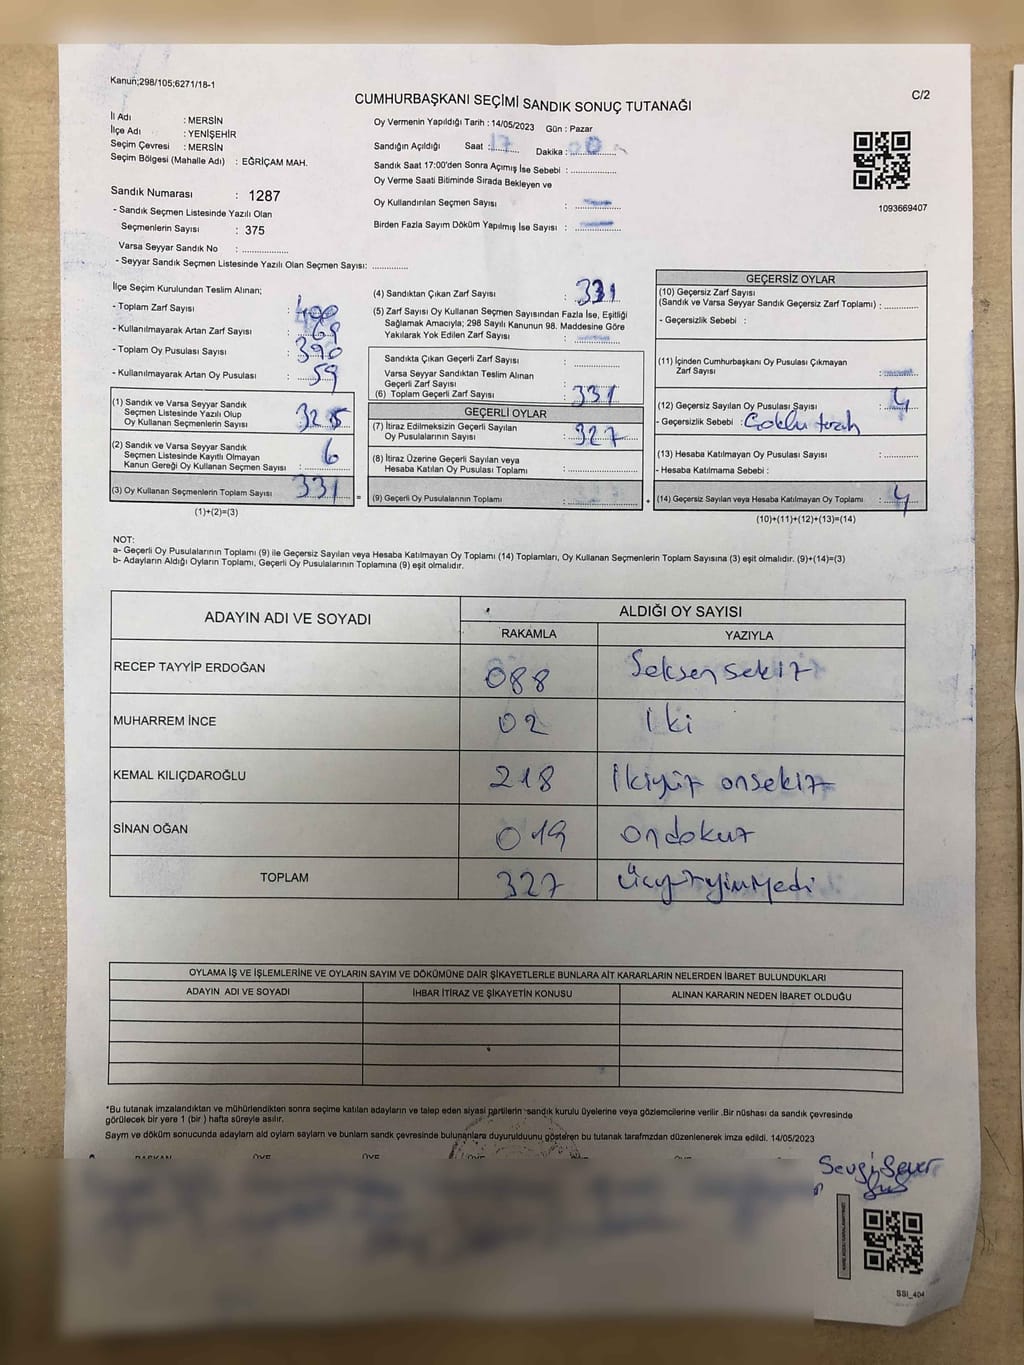 Kanun;298/105;6271/18-1
C/2
CUMHURBAŞKANI SEÇİMİ SANDIK SONUÇ TUTANAĞI
İl Adı : MERSİN
İlçe Adı : YENİŞEHİR
Seçim Çevresi : MERSİN
Seçim Bölgesi (Mahalle Adı) : EĞRİÇAM MAH.
Sandık Numarası : 1287
- Sandık Seçmen Listesinde Yazılı Olan
Seçmenlerin Sayısı : 375
Varsa Seyyar Sandık No :
- Seyyar Sandık Seçmen Listesinde Yazılı Olan Seçmen Sayısı:
Oy Vermenin Yapıldığı Tarih : 14/05/2023 Gün : Pazar
Sandığın Açıldığı Saat : 17 Dakika :
Sandık Saat 17:00'den Sonra Açımış İse Sebebi :
Oy Verme Saati Bitiminde Sırada Bekleyen ve
Oy Kullandırılan Seçmen Sayısı :
Birden Fazla Sayım Döküm Yapılmış İse Sayısı :
1093669407
İlçe Seçim Kurulundan Teslim Alınan;
- Toplam Zarf Sayısı : 400
- Kullanılmayarak Artan Zarf Sayısı : 69
- Toplam Oy Pusulası Sayısı : 390
- Kullanılmayarak Artan Oy Pusulası : 59
(1) Sandık ve Varsa Seyyar Sandık
Seçmen Listesinde Yazılı Olup
Oy Kullanan Seçmenlerin Sayısı : 325
(2) Sandık ve Varsa Seyyar Sandık
Seçmen Listesinde Kayıtlı Olmayan
Kanun Gereği Oy Kullanan Seçmen Sayısı : 6
(3) Oy Kullanan Seçmenlerin Toplam Sayısı 331
(1)+(2)=(3)
(4) Sandıktan Çıkan Zarf Sayısı : 331
(5) Zarf Sayısı Oy Kullanan Seçmen Sayısından Fazla İse, Eşitliği
Sağlamak Amacıyla; 298 Sayılı Kanunun 98. Maddesine Göre
Yakılarak Yok Edilen Zarf Sayısı :
Sandıkta Çıkan Geçerli Zarf Sayısı :
Varsa Seyyar Sandıktan Teslim Alınan
Geçerli Zarf Sayısı :
(6) Toplam Geçerli Zarf Sayısı : 331
GEÇERLİ OYLAR
(7) İtiraz Edilmeksizin Geçerli Sayılan
Oy Pusulalarının Sayısı : 327
(8) İtiraz Üzerine Geçerli Sayılan veya
Hesaba Katılan Oy Pusulası Toplamı :
= (9) Geçerli Oy Pusulalarının Toplamı : +
GEÇERSİZ OYLAR
(10) Geçersiz Zarf Sayısı
(Sandık ve Varsa Seyyar Sandık Geçersiz Zarf Toplamı) :
- Geçersizlik Sebebi :
(11) İçinden Cumhurbaşkanı Oy Pusulası Çıkmayan
Zarf Sayısı :
(12) Geçersiz Sayılan Oy Pusulası Sayısı : 4
- Geçersizlik Sebebi : Çoklu tercih
(13) Hesaba Katılmayan Oy Pusulası Sayısı :
- Hesaba Katılmama Sebebi :
(14) Geçersiz Sayılan veya Hesaba Katılmayan Oy Toplamı : 4
(10)+(11)+(12)+(13)=(14)
NOT:
a- Geçerli Oy Pusulalarının Toplamı (9) ile Geçersiz Sayılan veya Hesaba Katılmayan Oy Toplamı (14) Toplamları, Oy Kullanan Seçmenlerin Toplam Sayısına (3) eşit olmalıdır. (9)+(14)=(3)
b- Adayların Aldığı Oyların Toplamı, Geçerli Oy Pusulalarının Toplamına (9) eşit olmalıdır.
ADAYIN ADI VE SOYADI ALDIĞI OY SAYISI
RAKAMLA YAZIYLA
RECEP TAYYİP ERDOĞAN 088 Seksen sekiz
MUHARREM İNCE 02 İki
KEMAL KILIÇDAROĞLU 218 İkiyüz onsekiz
SİNAN OĞAN 019 ondokuz
TOPLAM 327 Üçyüzyirmiyedi
OYLAMA İŞ VE İŞLEMLERİNE VE OYLARIN SAYIM VE DÖKÜMÜNE DAİR ŞİKAYETLERLE BUNLARA AİT KARARLARIN NELERDEN İBARET BULUNDUKLARI
ADAYIN ADI VE SOYADI İHBAR İTİRAZ VE ŞİKAYETİN KONUSU ALINAN KARARIN NEDEN İBARET OLDUĞU
*Bu tutanak imzalandıktan ve mühürlendikten sonra seçime katılan adayların ve talep eden siyasi partilerin sandık kurulu üyelerine veya gözlemcilerine verilir .Bir nüshası da sandık çevresinde
görülecek bir yere 1 (bir ) hafta süreyle asılır.
Sayım ve döküm sonucunda adaylam ald oylam saylam ve bunlam sandk çevresinde bulunanlara duyurulduunu gösteren bu tutanak tarafmzdan düzenlenerek imza edildi. 14/05/2023
BAŞKAN ÜYE ÜYE ÜYE ÜYE
Sevgi Sever
SSI_404